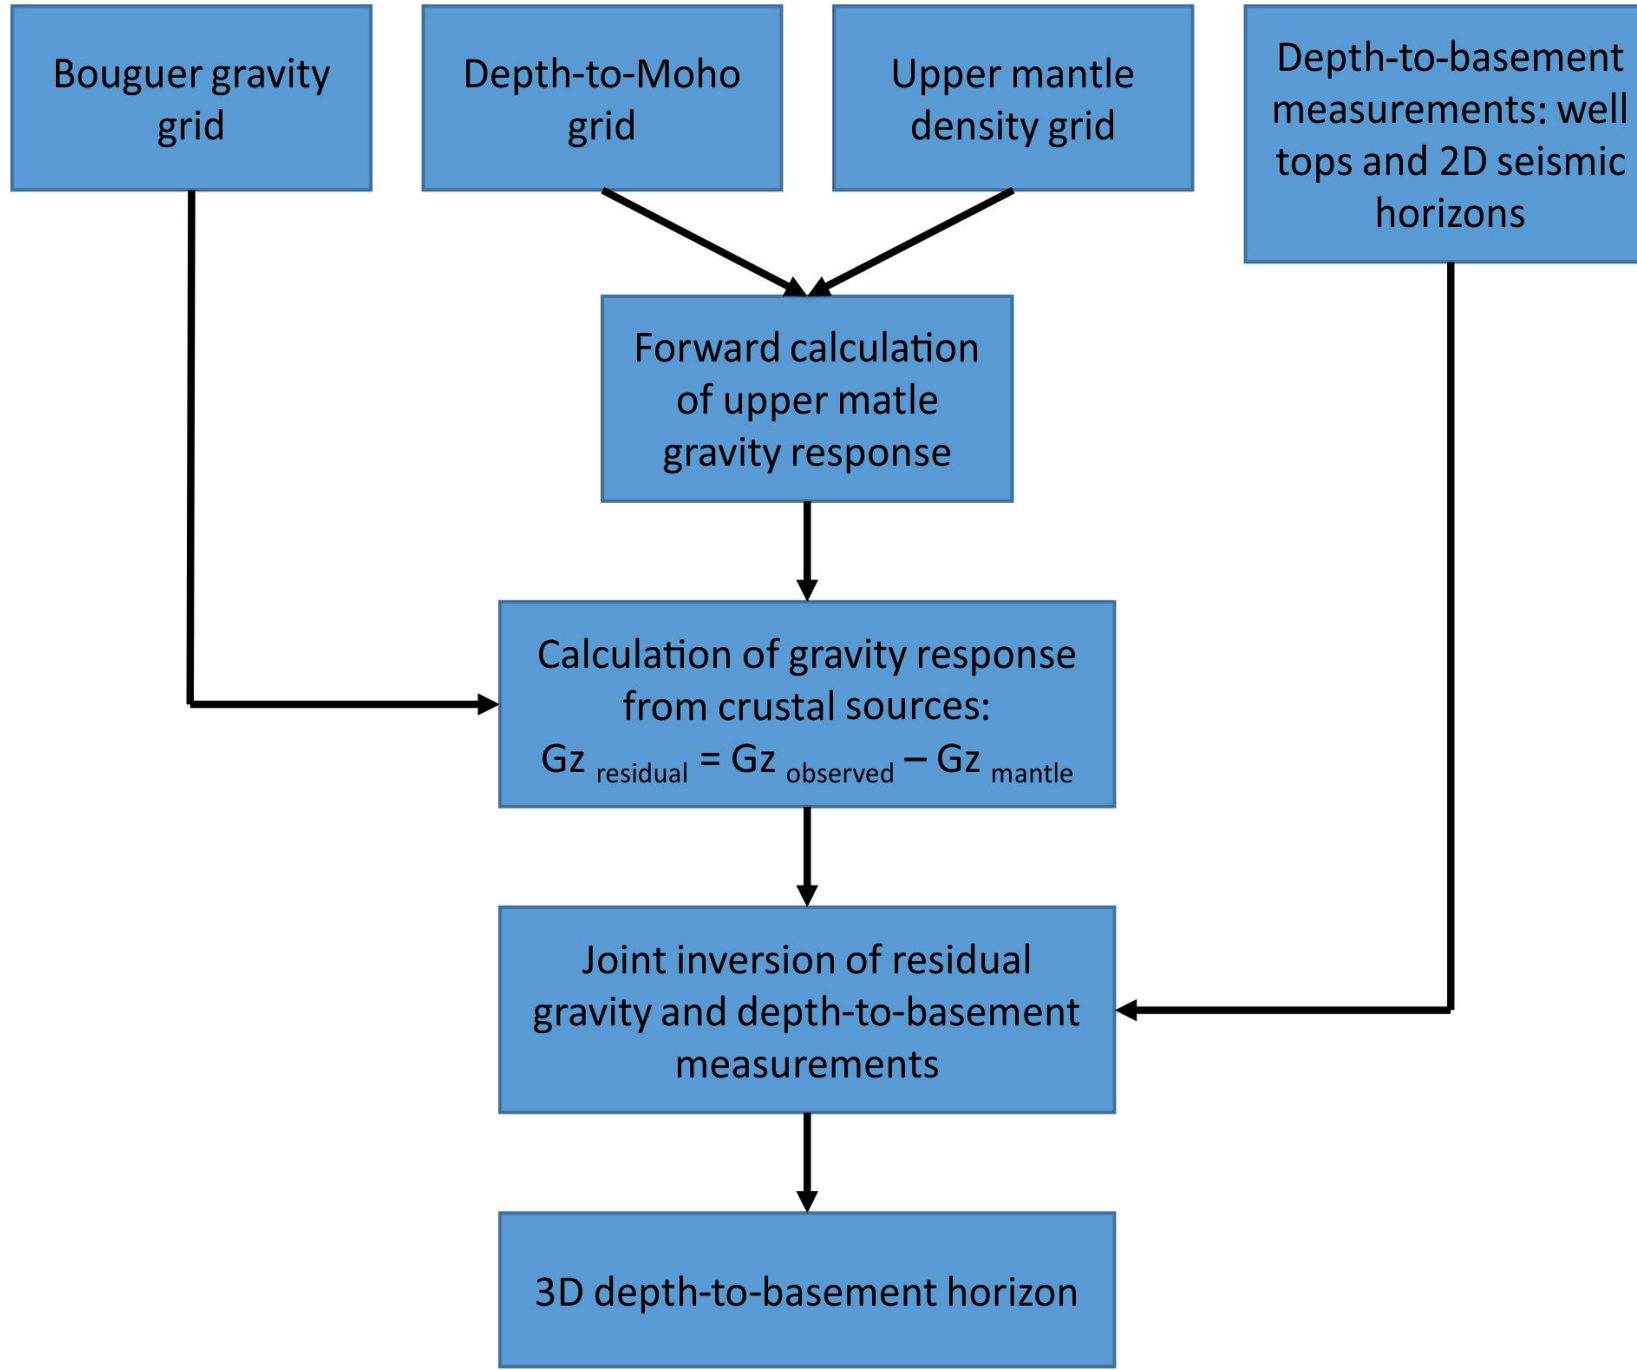 Bouguer gravity
grid
Depth-to-Moho
grid
Upper mantle
density grid
Depth-to-basement
measurements: well
tops and 2D seismic
horizons
Forward calculation
of upper matle
gravity response
Calculation of gravity response
from crustal sources:
Gz residual = Gz observed – Gz mantle
Joint inversion of residual
gravity and depth-to-basement
measurements
3D depth-to-basement horizon